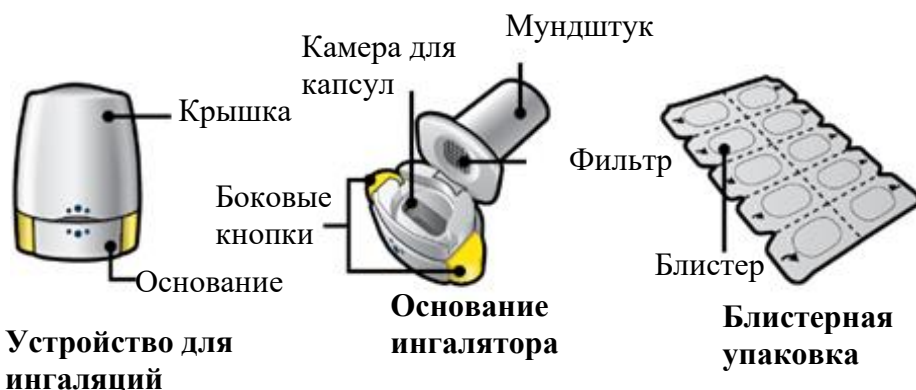 Крышка
Основание
Устройство для
ингаляций
Камера для
капсул
Мундштук
Фильтр
Боковые
кнопки
Основание
ингалятора
Блистер
Блистерная
упаковка